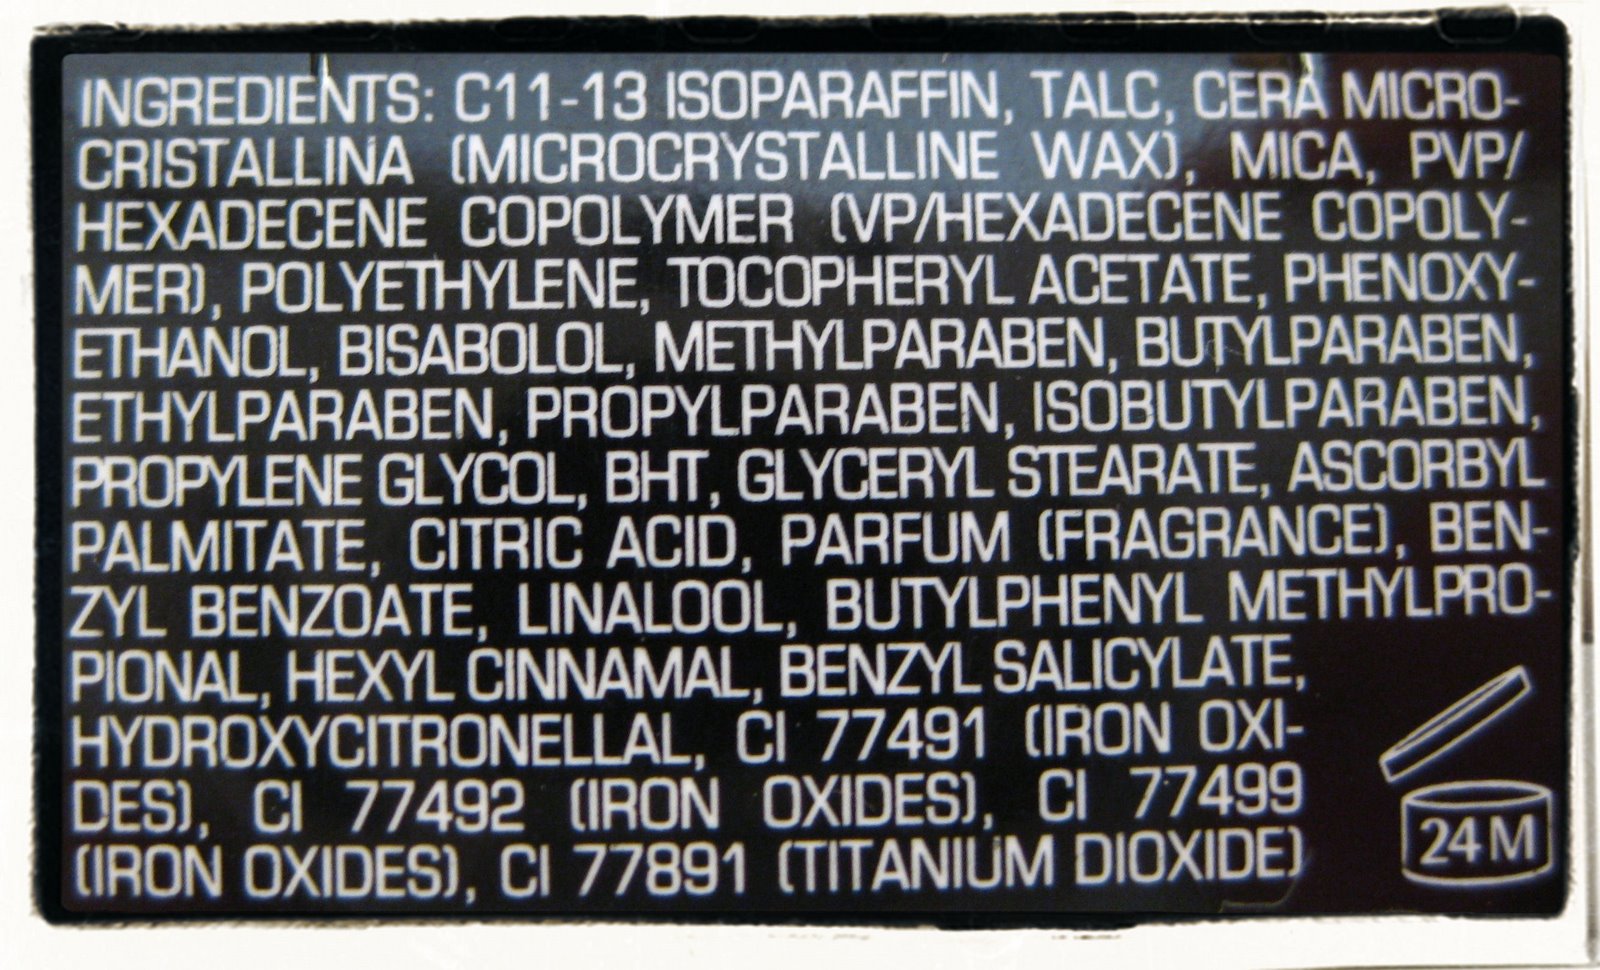 INGREDIENTS: C11-13 ISOPARAFFIN, TALC, CERA MICRO-
CRISTALLINA (MICROCRYSTALLINE WAX), MICA, PVP/
HEXADECENE COPOLYMER (VP/HEXADECENE COPOLY-
MER), POLYETHYLENE, TOCOPHERYL ACETATE, PHENOXY-
ETHANOL, BISABOLOL, METHYLPARABEN, BUTYLPARABEN,
ETHYLPARABEN, PROPYLPARABEN, ISOBUTYLPARABEN,
PROPYLENE GLYCOL, BHT, GLYCERYL STEARATE, ASCORBYL
PALMITATE, CITRIC ACID, PARFUM (FRAGRANCE), BEN-
ZYL BENZOATE, LINALOOL, BUTYLPHENYL METHYLPRO-
PIONAL, HEXYL CINNAMAL, BENZYL SALICYLATE,
HYDROXYCITRONELLAL, CI 77491 (IRON OXI-
DES), CI 77492 (IRON OXIDES), CI 77499
(IRON OXIDES), CI 77891 (TITANIUM DIOXIDE)
24 M